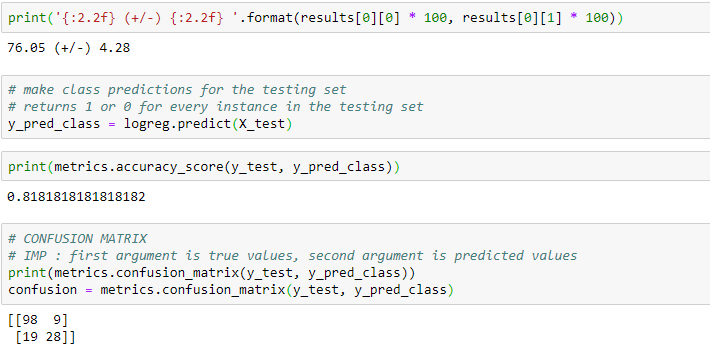 print('{:2.2f} (+/-) {:2.2f} '.format(results[0][0] * 100, results[0][1] * 100))
76.05 (+/-) 4.28
# make class predictions for the testing set
# returns 1 or 0 for every instance in the testing set
y_pred_class = logreg.predict(X_test)
print(metrics.accuracy_score(y_test, y_pred_class))
0.8181818181818182
# CONFUSION MATRIX
# IMP : first argument is true values, second argument is predicted values
print(metrics.confusion_matrix(y_test, y_pred_class))
confusion = metrics.confusion_matrix(y_test, y_pred_class)
[[98  9]
 [19 28]]